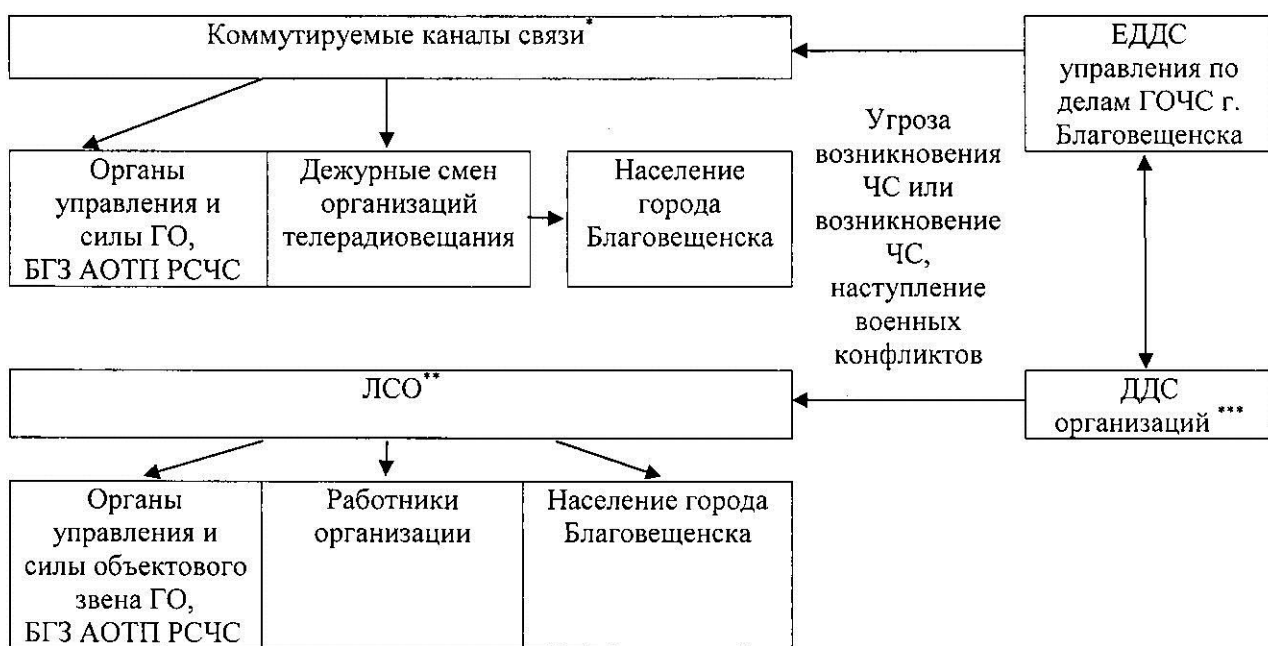 Коммутируемые каналы связи*
ЕДДС
управления по
делам ГОЧС г.
Благовещенска
Угроза
возникновения
ЧС или
возникновение
ЧС,
наступление
военных
конфликтов
Органы
управления и
силы ГО,
БГЗ АОТП РСЧС
Дежурные смен
организаций
телерадиовещания
Население
города
Благовещенска
ЛСО**
ДДС
организаций ***
Органы
управления и
силы объектового
звена ГО,
БГЗ АОТП РСЧС
Работники
организации
Население города
Благовещенска